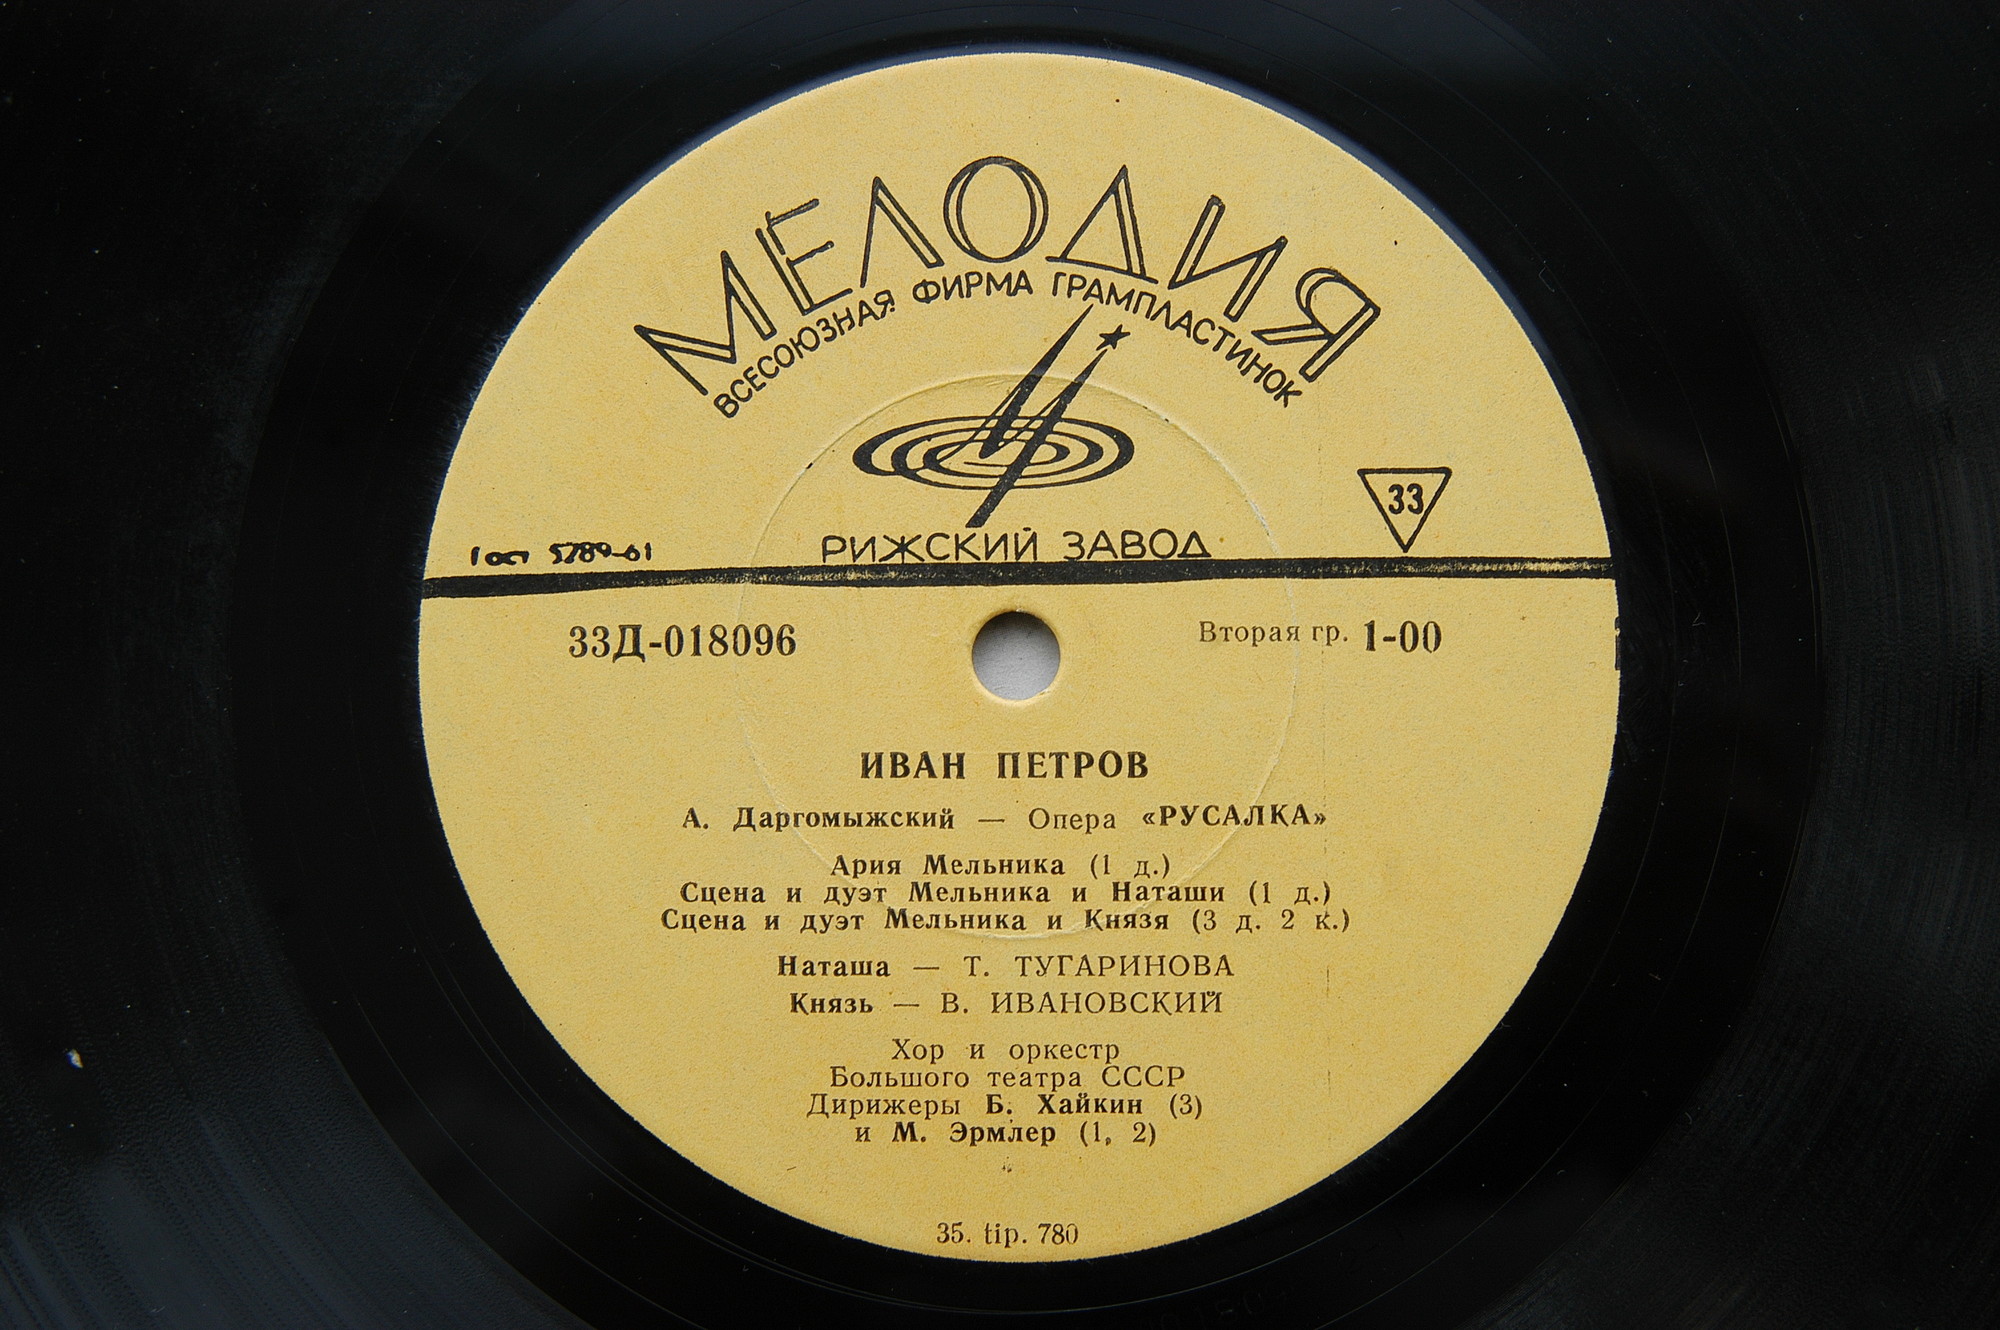 МЕЛОДИЯ
ВСЕСОЮЗНАЯ ФИРМА ГРАМПЛАСТИНОК
33
РИЖСКИЙ ЗАВОД
Гост 5289-61
33Д-018096
Вторая гр. 1-00
ИВАН ПЕТРОВ
А. Даргомыжский — Опера «РУСАЛКА»
Ария Мельника (1 д.)
Сцена и дуэт Мельника и Наташи (1 д.)
Сцена и дуэт Мельника и Князя (3 д. 2 к.)
Наташа — Т. ТУГАРИНОВА
Князь — В. ИВАНОВСКИЙ
Хор и оркестр
Большого театра СССР
Дирижеры Б. Хайкин (3)
и М. Эрмлер (1, 2)
35. tip. 780